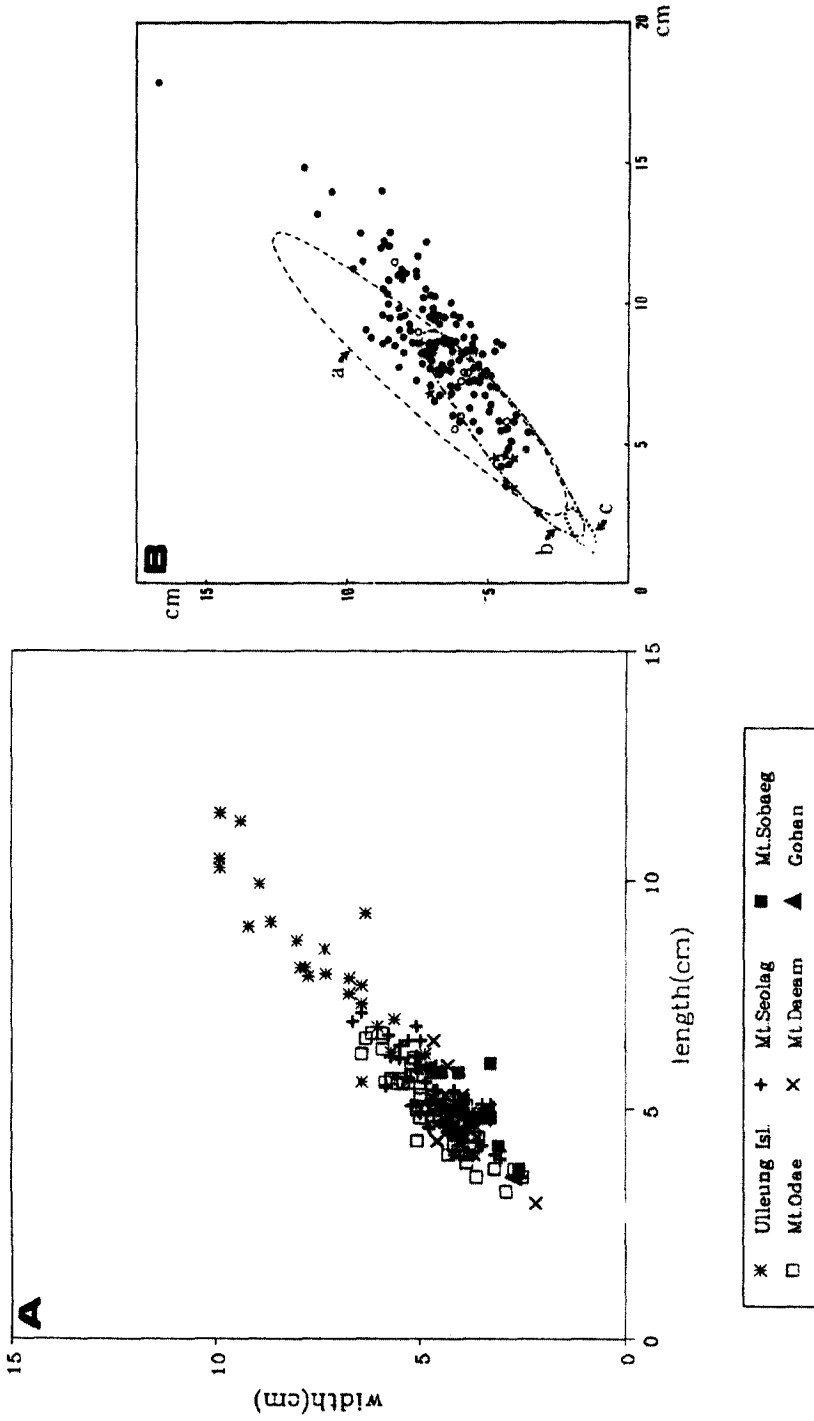 A
15
10
5
0
width(cm)
0
5
10
15
length(cm)
✳ Ulleung Isl. + Mt.Seolag ■ Mt.Sobaeg
□ Mt.Odae × Mt.Daeam ▲ Gohan
B
cm
15
10
5
0
5
10
15
20
cm
a
b
c